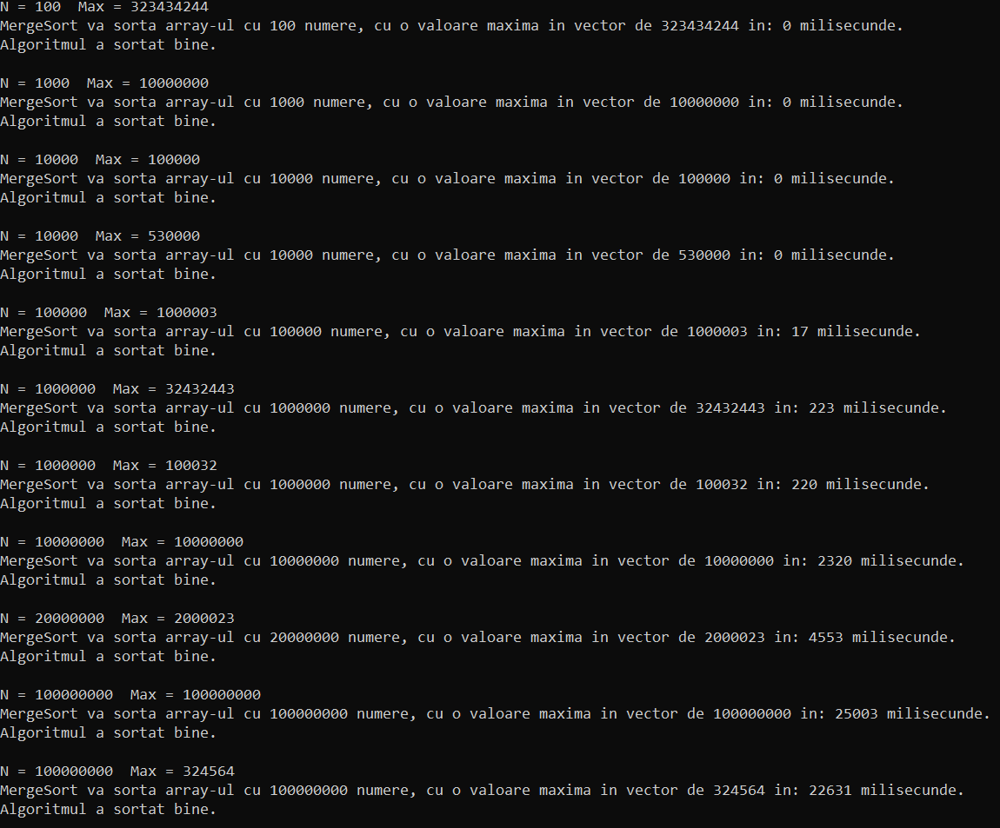 N = 100  Max = 323434244
MergeSort va sorta array-ul cu 100 numere, cu o valoare maxima in vector de 323434244 in: 0 milisecunde.
Algoritmul a sortat bine.

N = 1000  Max = 10000000
MergeSort va sorta array-ul cu 1000 numere, cu o valoare maxima in vector de 10000000 in: 0 milisecunde.
Algoritmul a sortat bine.

N = 10000  Max = 100000
MergeSort va sorta array-ul cu 10000 numere, cu o valoare maxima in vector de 100000 in: 0 milisecunde.
Algoritmul a sortat bine.

N = 10000  Max = 530000
MergeSort va sorta array-ul cu 10000 numere, cu o valoare maxima in vector de 530000 in: 0 milisecunde.
Algoritmul a sortat bine.

N = 100000  Max = 1000003
MergeSort va sorta array-ul cu 100000 numere, cu o valoare maxima in vector de 1000003 in: 17 milisecunde.
Algoritmul a sortat bine.

N = 1000000  Max = 32432443
MergeSort va sorta array-ul cu 1000000 numere, cu o valoare maxima in vector de 32432443 in: 223 milisecunde.
Algoritmul a sortat bine.

N = 1000000  Max = 100032
MergeSort va sorta array-ul cu 1000000 numere, cu o valoare maxima in vector de 100032 in: 220 milisecunde.
Algoritmul a sortat bine.

N = 10000000  Max = 10000000
MergeSort va sorta array-ul cu 10000000 numere, cu o valoare maxima in vector de 10000000 in: 2320 milisecunde.
Algoritmul a sortat bine.

N = 20000000  Max = 2000023
MergeSort va sorta array-ul cu 20000000 numere, cu o valoare maxima in vector de 2000023 in: 4553 milisecunde.
Algoritmul a sortat bine.

N = 100000000  Max = 100000000
MergeSort va sorta array-ul cu 100000000 numere, cu o valoare maxima in vector de 100000000 in: 25003 milisecunde.
Algoritmul a sortat bine.

N = 100000000  Max = 324564
MergeSort va sorta array-ul cu 100000000 numere, cu o valoare maxima in vector de 324564 in: 22631 milisecunde.
Algoritmul a sortat bine.